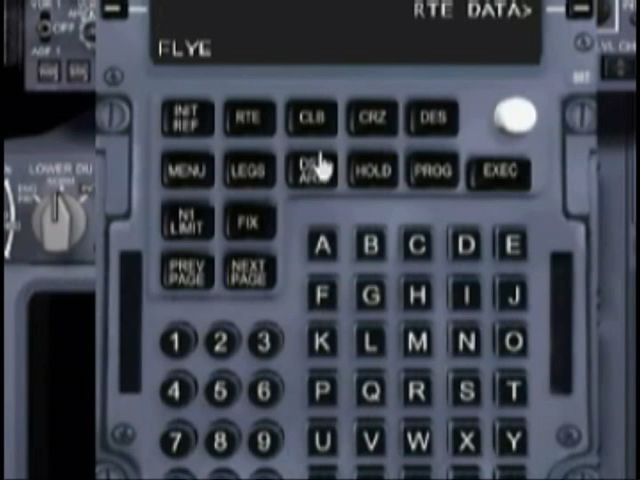 RTE DATA>
FLYE
OFF
LOWER DU
INIT REF
RTE
CLB
CRZ
DES
MENU
LEGS
HOLD
PROG
EXEC
N1 LIMIT
FIX
PREV PAGE
NEXT PAGE
A B C D E
F G H I J
1 2 3 K L M N O
4 5 6 P Q R S T
7 8 9 U V W X Y